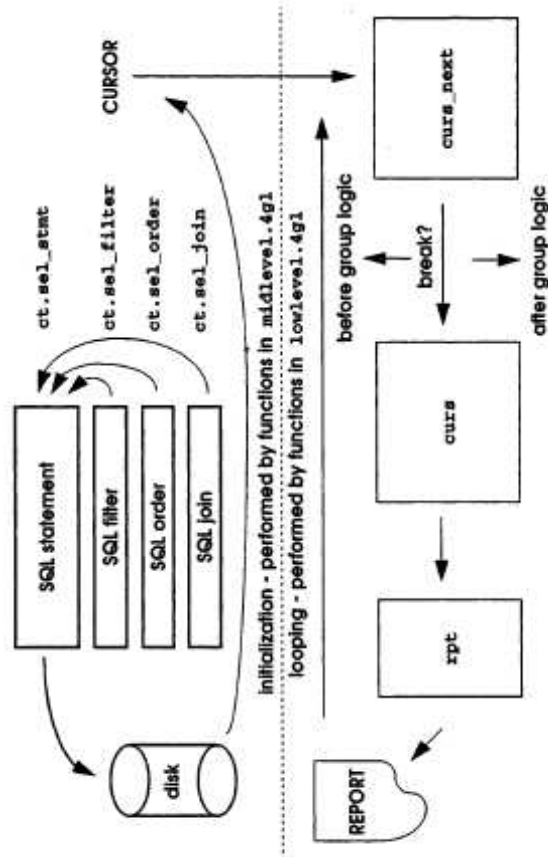 SQL statement
ct.sel_stmt
SQL filter
ct.sel_filter
SQL order
ct.sel_order
SQL join
ct.sel_join
disk
CURSOR
initialization - performed by functions in midlevel.4gl
looping - performed by functions in lowlevel.4gl
REPORT
rpt
curs
before group logic
break?
after group logic
curs_next